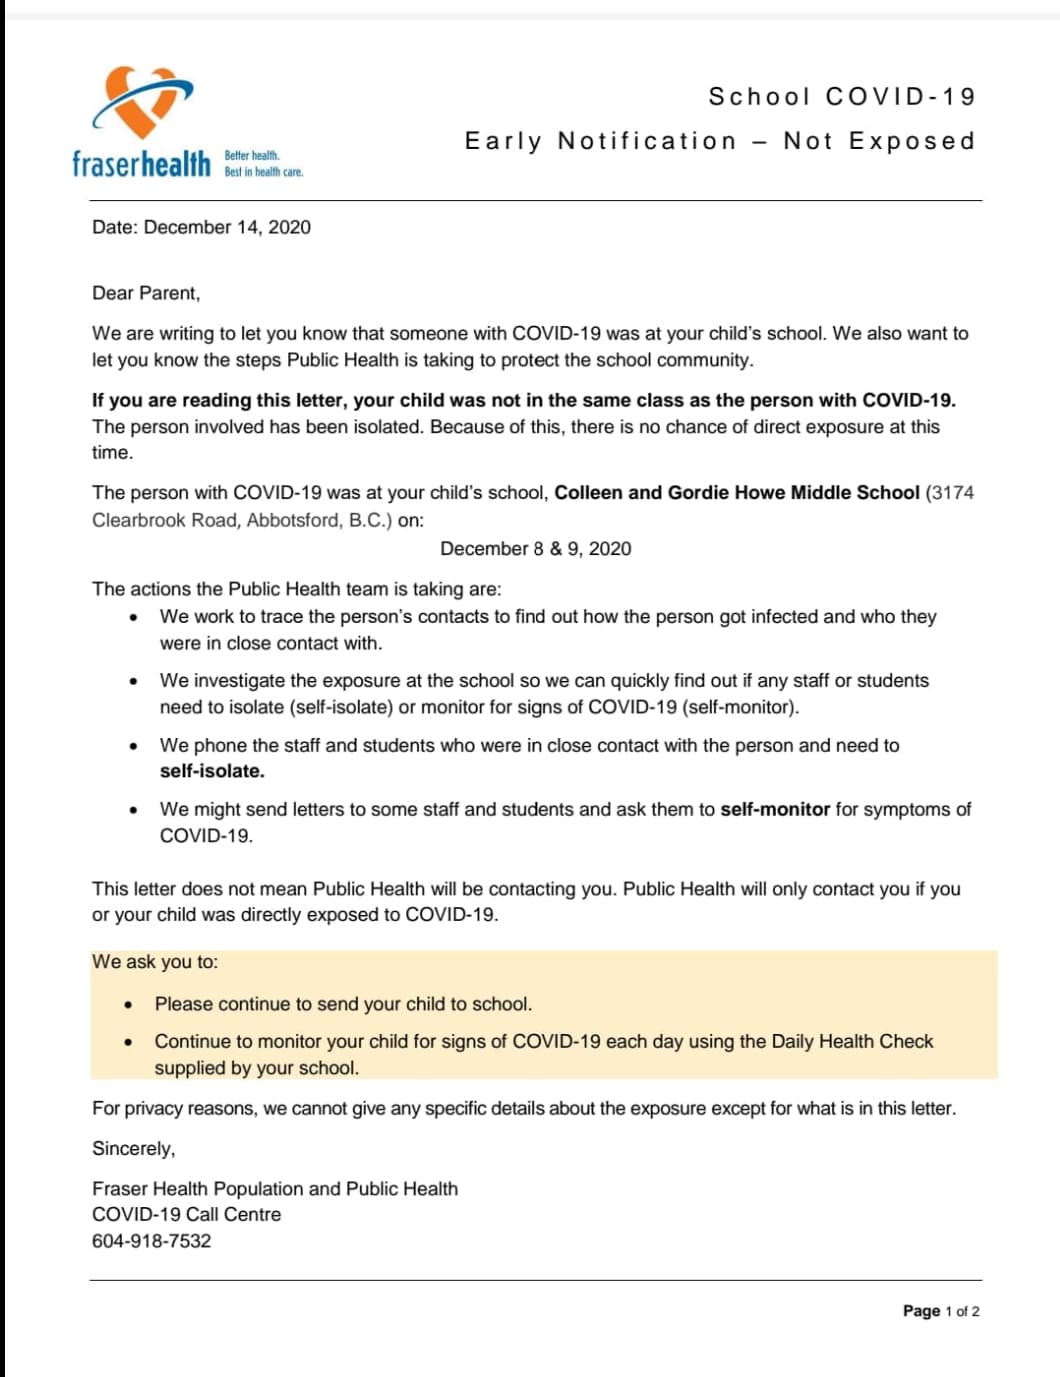 School COVID-19
Early Notification – Not Exposed
fraserhealth
Better health.
Best in health care.
Date: December 14, 2020
Dear Parent,
We are writing to let you know that someone with COVID-19 was at your child's school. We also want to
let you know the steps Public Health is taking to protect the school community.
If you are reading this letter, your child was not in the same class as the person with COVID-19.
The person involved has been isolated. Because of this, there is no chance of direct exposure at this
time.
The person with COVID-19 was at your child's school, Colleen and Gordie Howe Middle School (3174
Clearbrook Road, Abbotsford, B.C.) on:
December 8 & 9, 2020
The actions the Public Health team is taking are:
• We work to trace the person's contacts to find out how the person got infected and who they
were in close contact with.
• We investigate the exposure at the school so we can quickly find out if any staff or students
need to isolate (self-isolate) or monitor for signs of COVID-19 (self-monitor).
• We phone the staff and students who were in close contact with the person and need to
self-isolate.
• We might send letters to some staff and students and ask them to self-monitor for symptoms of
COVID-19.
This letter does not mean Public Health will be contacting you. Public Health will only contact you if you
or your child was directly exposed to COVID-19.
We ask you to:
• Please continue to send your child to school.
• Continue to monitor your child for signs of COVID-19 each day using the Daily Health Check
supplied by your school.
For privacy reasons, we cannot give any specific details about the exposure except for what is in this letter.
Sincerely,
Fraser Health Population and Public Health
COVID-19 Call Centre
604-918-7532
Page 1 of 2